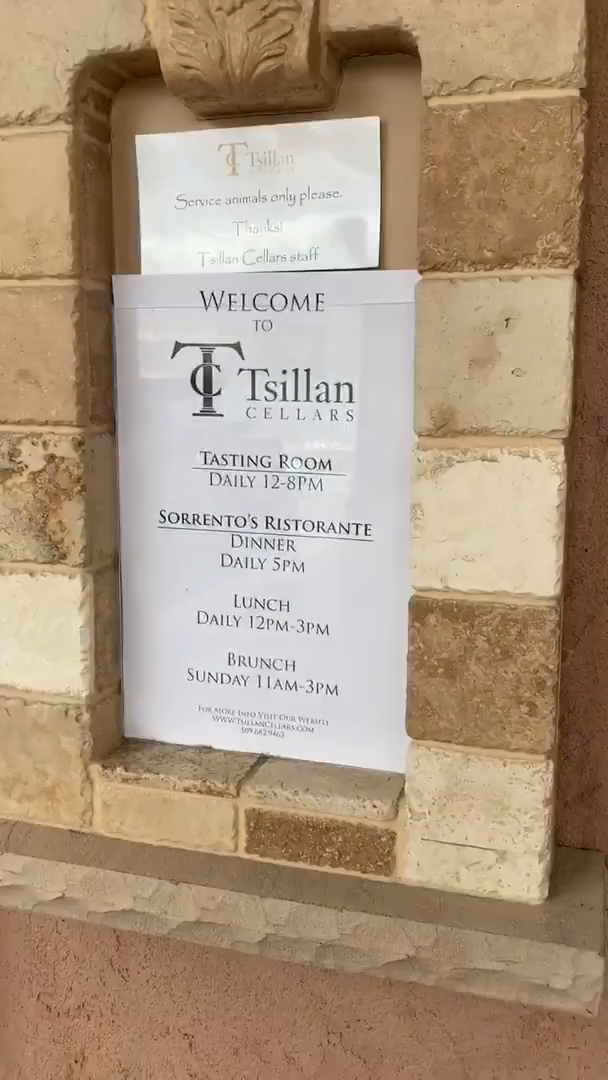 TC Tsillan
Service animals only please.
Thanks!
Tsillan Cellars staff
WELCOME
TO
TC Tsillan
CELLARS
TASTING ROOM
DAILY 12-8PM
SORRENTO'S RISTORANTE
DINNER
DAILY 5PM
LUNCH
DAILY 12PM-3PM
BRUNCH
SUNDAY 11AM-3PM
FOR MORE INFO VISIT OUR WEBSITE
WWW.TSILLANCELLARS.COM
509.682.9463